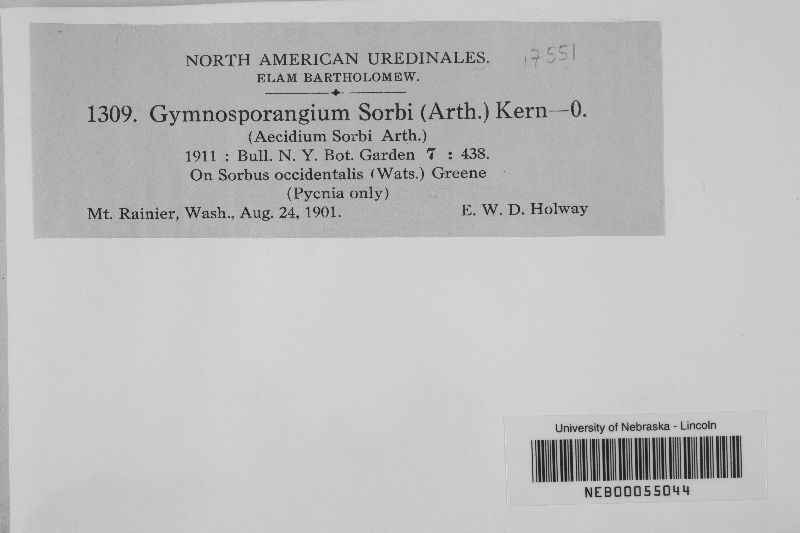 NORTH AMERICAN UREDINALES. 17551
ELAM BARTHOLOMEW.
1309. Gymnosporangium Sorbi (Arth.) Kern—0.
(Aecidium Sorbi Arth.)
1911 : Bull. N. Y. Bot. Garden 7 : 438.
On Sorbus occidentalis (Wats.) Greene
(Pycnia only)
Mt. Rainier, Wash., Aug. 24, 1901. E. W. D. Holway
University of Nebraska - Lincoln
NEB00055044